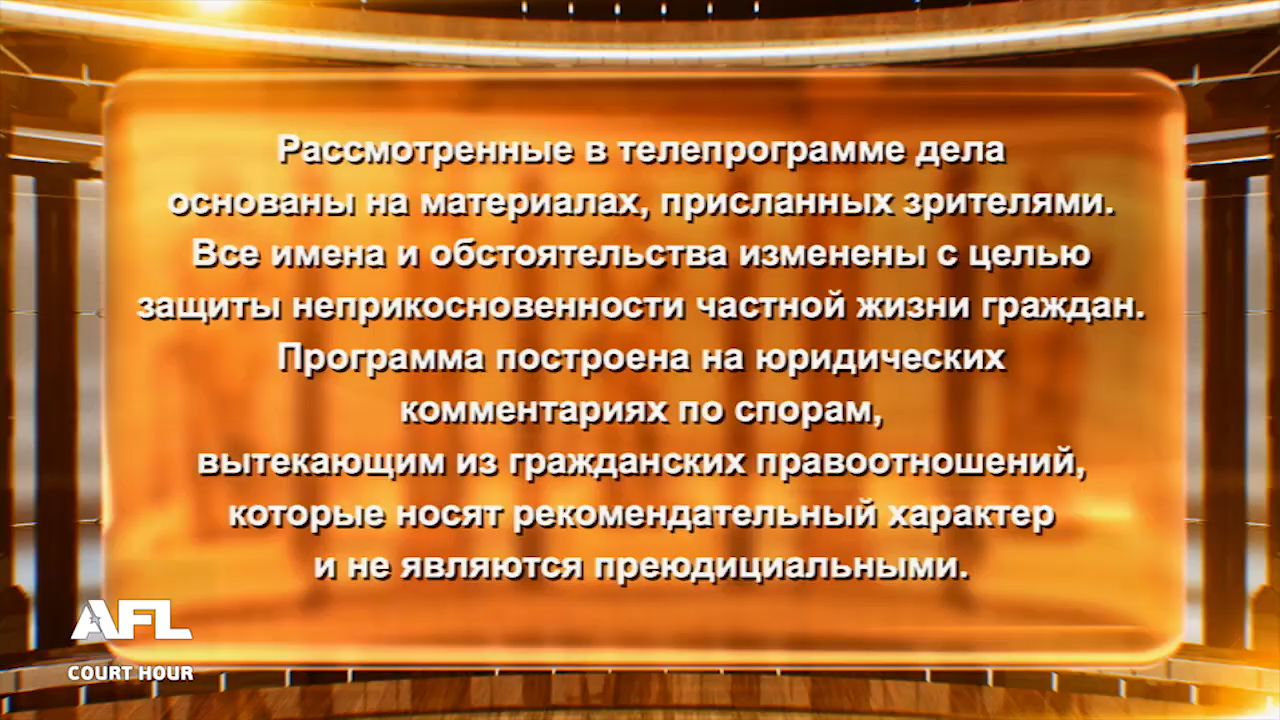 Рассмотренные в телепрограмме дела
основаны на материалах, присланных зрителями.
Все имена и обстоятельства изменены с целью
защиты неприкосновенности частной жизни граждан.
Программа построена на юридических
комментариях по спорам,
вытекающим из гражданских правоотношений,
которые носят рекомендательный характер
и не являются преюдициальными.
AFL
COURT HOUR